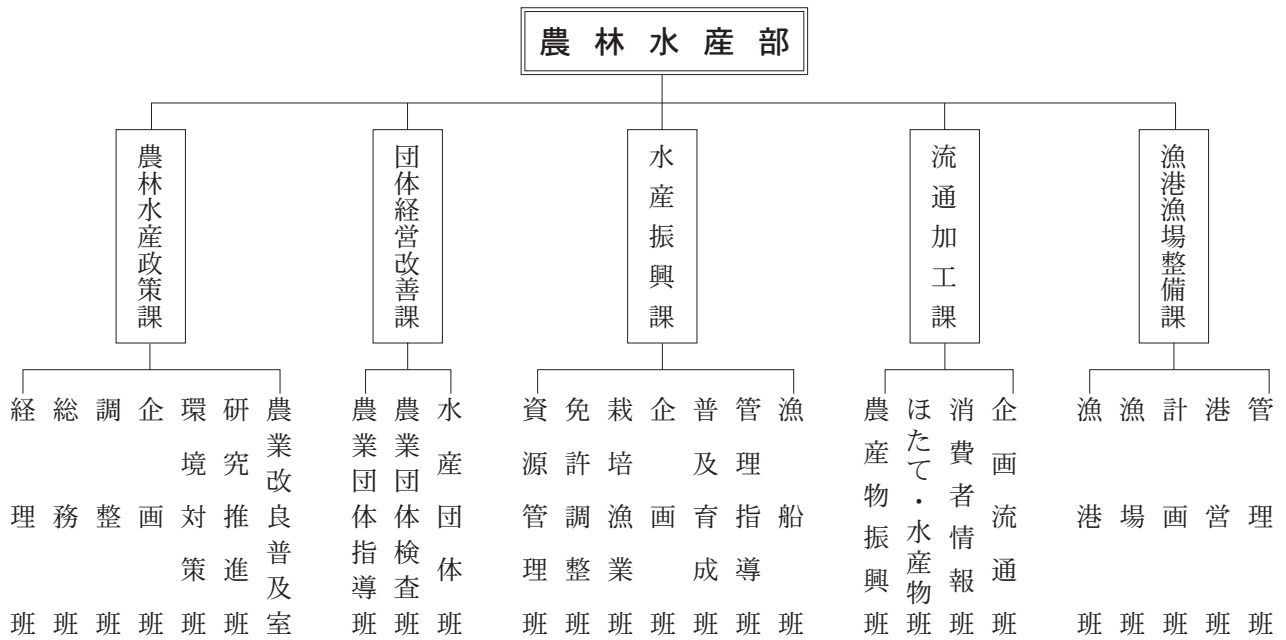 農林水産部
農林水産政策課
団体経営改善課
水産振興課
流通加工課
漁港漁場整備課
経理班
総務班
調整班
企画班
環境対策班
研究推進班
農業改良普及室
農業団体指導班
農業団体検査班
水産団体班
資源管理班
免許調整班
栽培漁業班
企画班
普及育成班
管理指導班
漁船班
農産物振興班
ほたて・水産物班
消費者情報班
企画流通班
漁港班
漁場班
計画班
港営班
管理班